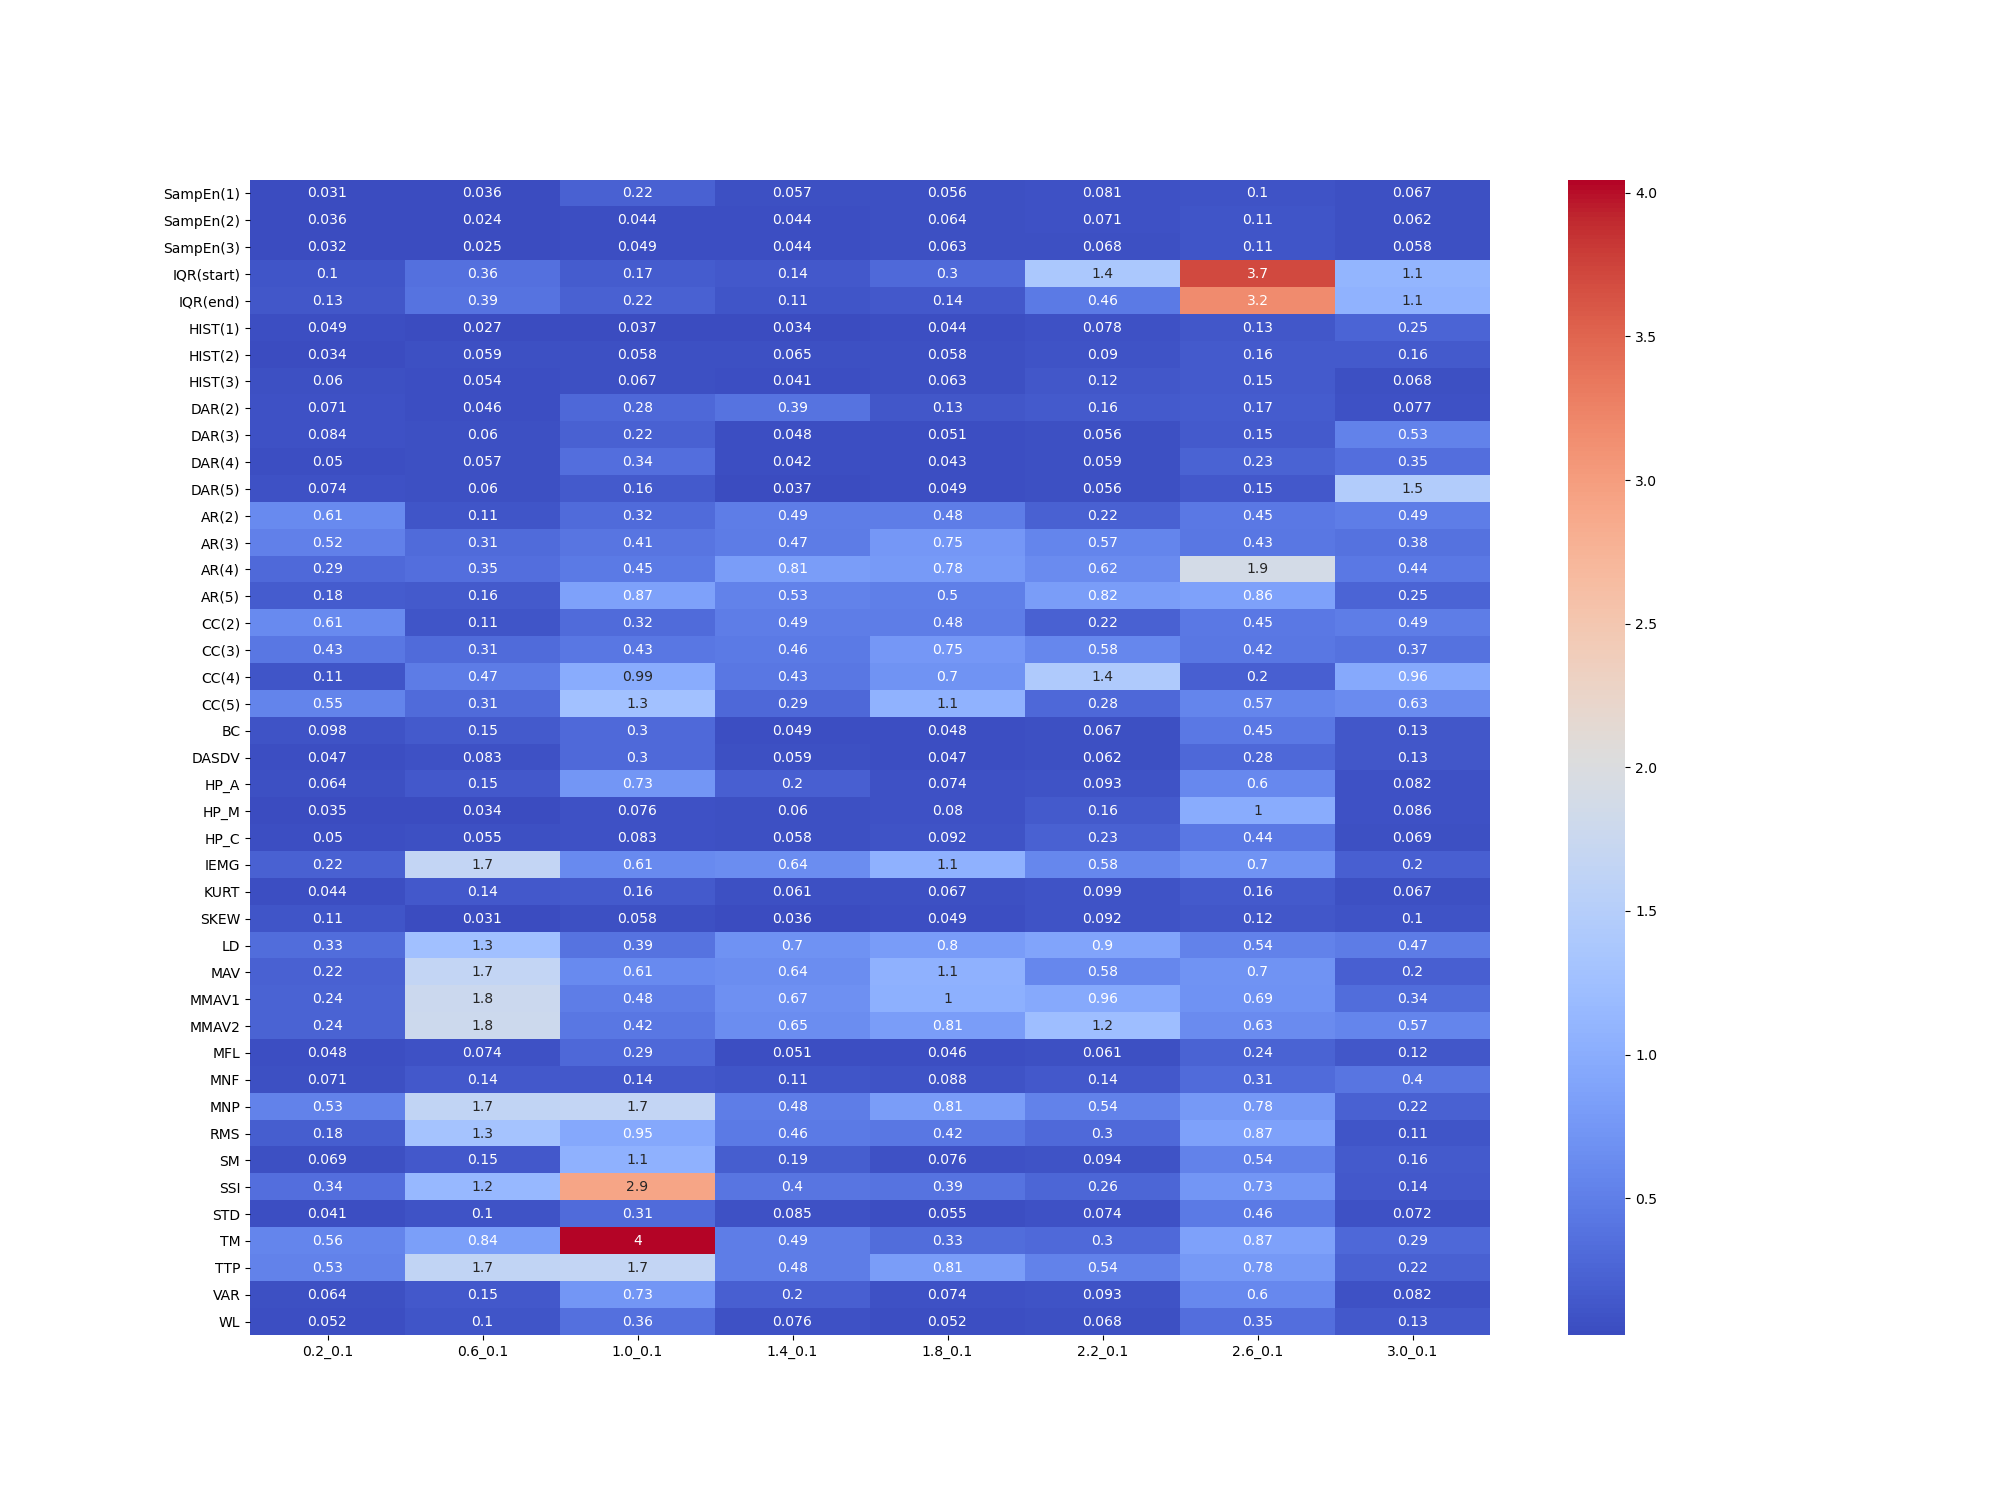 SampEn(1) 0.031 0.036 0.22 0.057 0.056 0.081 0.1 0.067
SampEn(2) 0.036 0.024 0.044 0.044 0.064 0.071 0.11 0.062
SampEn(3) 0.032 0.025 0.049 0.044 0.063 0.068 0.11 0.058
IQR(start) 0.1 0.36 0.17 0.14 0.3 1.4 3.7 1.1
IQR(end) 0.13 0.39 0.22 0.11 0.14 0.46 3.2 1.1
HIST(1) 0.049 0.027 0.037 0.034 0.044 0.078 0.13 0.25
HIST(2) 0.034 0.059 0.058 0.065 0.058 0.09 0.16 0.16
HIST(3) 0.06 0.054 0.067 0.041 0.063 0.12 0.15 0.068
DAR(2) 0.071 0.046 0.28 0.39 0.13 0.16 0.17 0.077
DAR(3) 0.084 0.06 0.22 0.048 0.051 0.056 0.15 0.53
DAR(4) 0.05 0.057 0.34 0.042 0.043 0.059 0.23 0.35
DAR(5) 0.074 0.06 0.16 0.037 0.049 0.056 0.15 1.5
AR(2) 0.61 0.11 0.32 0.49 0.48 0.22 0.45 0.49
AR(3) 0.52 0.31 0.41 0.47 0.75 0.57 0.43 0.38
AR(4) 0.29 0.35 0.45 0.81 0.78 0.62 1.9 0.44
AR(5) 0.18 0.16 0.87 0.53 0.5 0.82 0.86 0.25
CC(2) 0.61 0.11 0.32 0.49 0.48 0.22 0.45 0.49
CC(3) 0.43 0.31 0.43 0.46 0.75 0.58 0.42 0.37
CC(4) 0.11 0.47 0.99 0.43 0.7 1.4 0.2 0.96
CC(5) 0.55 0.31 1.3 0.29 1.1 0.28 0.57 0.63
BC 0.098 0.15 0.3 0.049 0.048 0.067 0.45 0.13
DASDV 0.047 0.083 0.3 0.059 0.047 0.062 0.28 0.13
HP_A 0.064 0.15 0.73 0.2 0.074 0.093 0.6 0.082
HP_M 0.035 0.034 0.076 0.06 0.08 0.16 1 0.086
HP_C 0.05 0.055 0.083 0.058 0.092 0.23 0.44 0.069
IEMG 0.22 1.7 0.61 0.64 1.1 0.58 0.7 0.2
KURT 0.044 0.14 0.16 0.061 0.067 0.099 0.16 0.067
SKEW 0.11 0.031 0.058 0.036 0.049 0.092 0.12 0.1
LD 0.33 1.3 0.39 0.7 0.8 0.9 0.54 0.47
MAV 0.22 1.7 0.61 0.64 1.1 0.58 0.7 0.2
MMAV1 0.24 1.8 0.48 0.67 1 0.96 0.69 0.34
MMAV2 0.24 1.8 0.42 0.65 0.81 1.2 0.63 0.57
MFL 0.048 0.074 0.29 0.051 0.046 0.061 0.24 0.12
MNF 0.071 0.14 0.14 0.11 0.088 0.14 0.31 0.4
MNP 0.53 1.7 1.7 0.48 0.81 0.54 0.78 0.22
RMS 0.18 1.3 0.95 0.46 0.42 0.3 0.87 0.11
SM 0.069 0.15 1.1 0.19 0.076 0.094 0.54 0.16
SSI 0.34 1.2 2.9 0.4 0.39 0.26 0.73 0.14
STD 0.041 0.1 0.31 0.085 0.055 0.074 0.46 0.072
TM 0.56 0.84 4 0.49 0.33 0.3 0.87 0.29
TTP 0.53 1.7 1.7 0.48 0.81 0.54 0.78 0.22
VAR 0.064 0.15 0.73 0.2 0.074 0.093 0.6 0.082
WL 0.052 0.1 0.36 0.076 0.052 0.068 0.35 0.13
0.2_0.1 0.6_0.1 1.0_0.1 1.4_0.1 1.8_0.1 2.2_0.1 2.6_0.1 3.0_0.1
4.0
3.5
3.0
2.5
2.0
1.5
1.0
0.5